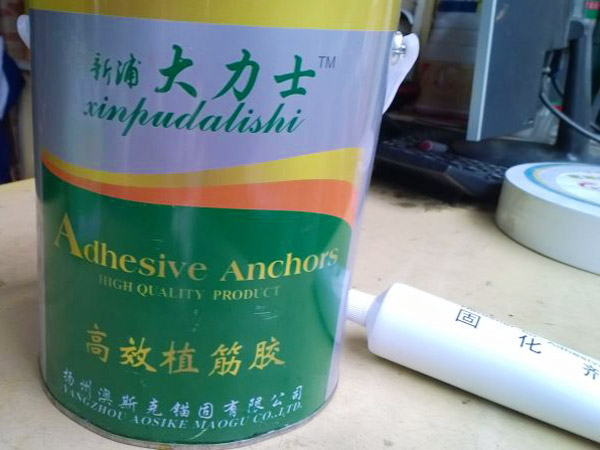 新浦大力士™
xinpudalishi
Adhesive Anchors
HIGH QUALITY PRODUCT
高效植筋胶
扬州澳斯克锚固有限公司
YANGZHOU AOSIKE MAOGU CO.,LTD.
固化剂